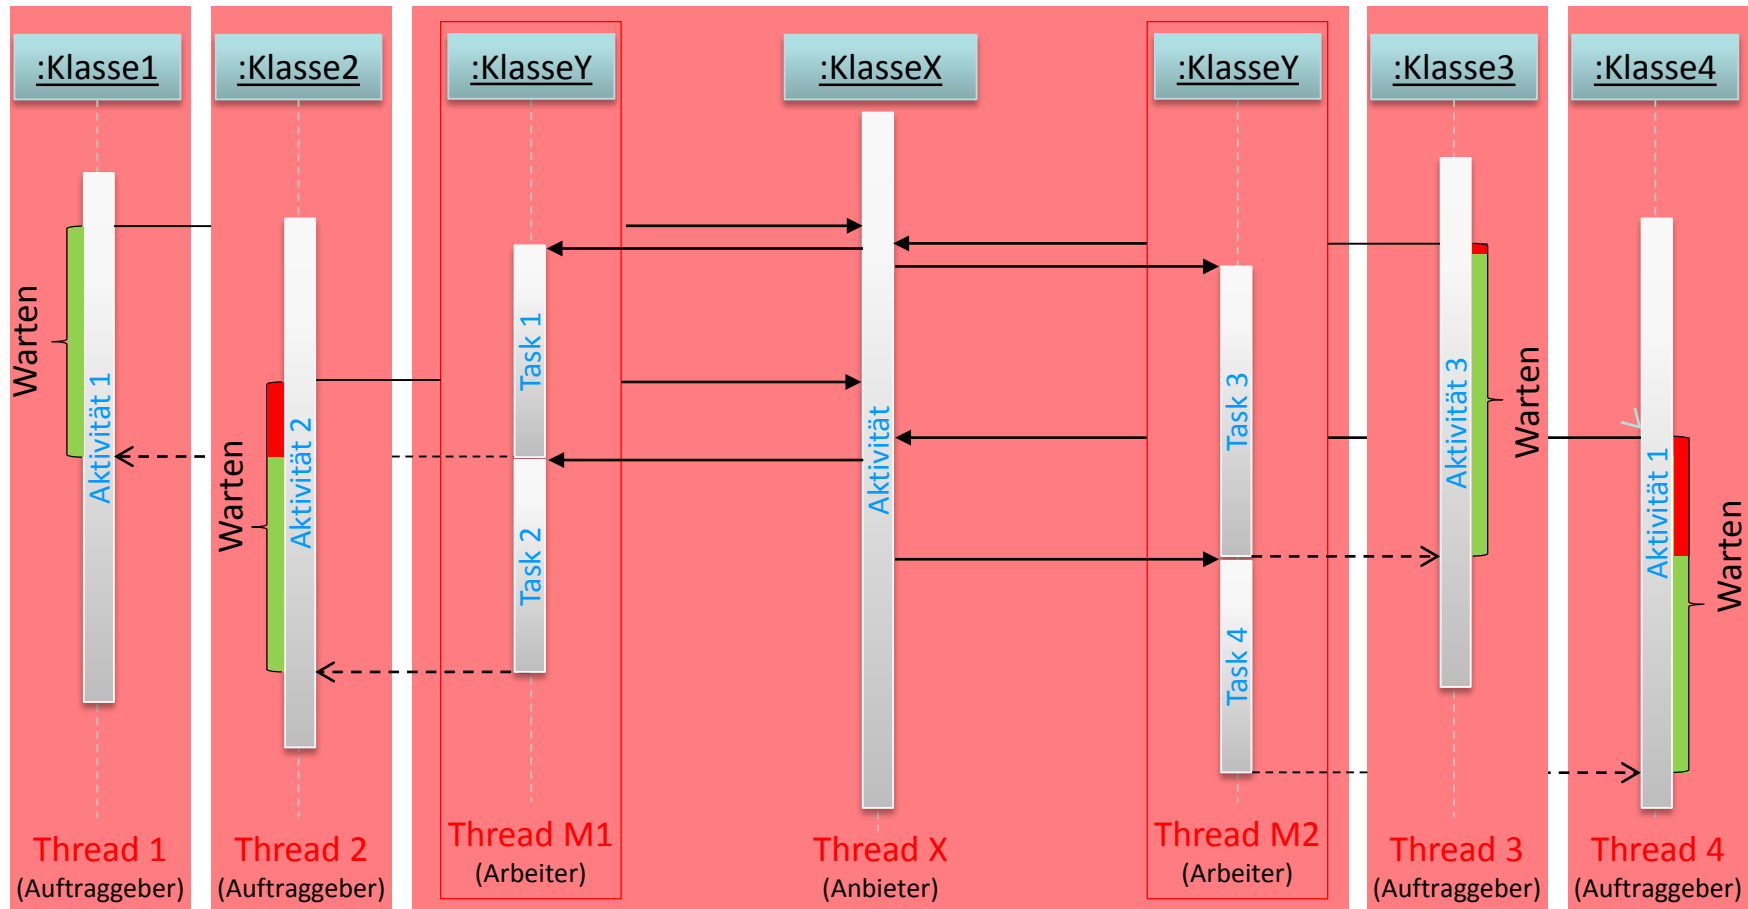 :Klasse1
:Klasse2
:KlasseY
:KlasseX
:KlasseY
:Klasse3
:Klasse4
Warten
Aktivität 1
Warten
Aktivität 2
Task 1
Task 2
Aktivität
Task 3
Task 4
Aktivität 3
Warten
Aktivität 1
Warten
Thread 1
(Auftraggeber)
Thread 2
(Auftraggeber)
Thread M1
(Arbeiter)
Thread X
(Anbieter)
Thread M2
(Arbeiter)
Thread 3
(Auftraggeber)
Thread 4
(Auftraggeber)